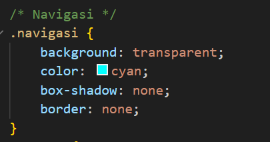 /* Navigasi */
.navigasi {
    background: transparent;
    color: cyan;
    box-shadow: none;
    border: none;
}